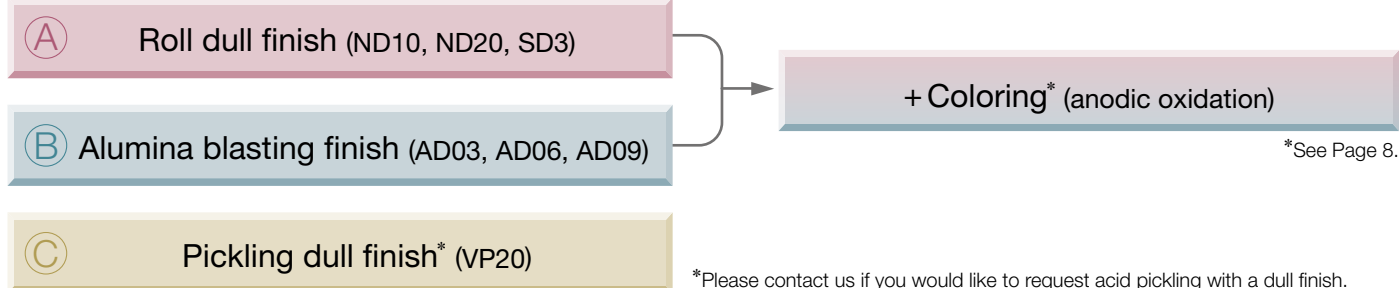 Ⓐ Roll dull finish (ND10, ND20, SD3)
+Coloring* (anodic oxidation)
Ⓑ Alumina blasting finish (AD03, AD06, AD09)
*See Page 8.
Ⓒ Pickling dull finish* (VP20)
*Please contact us if you would like to request acid pickling with a dull finish.